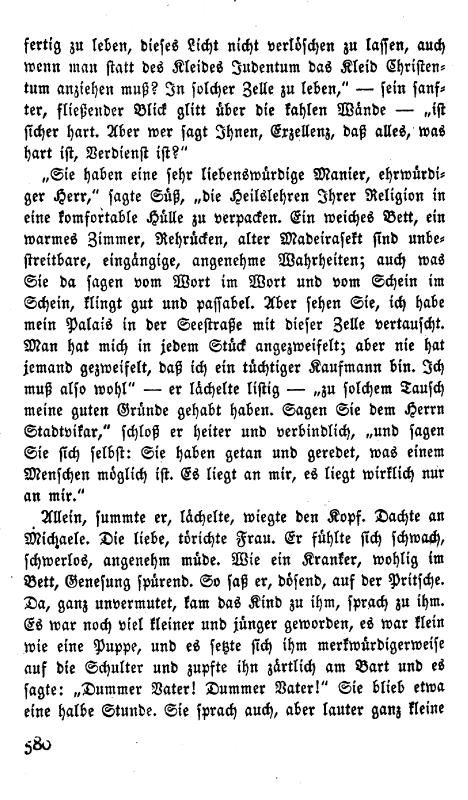 fertig zu leben, dieses Licht nicht verlöschen zu lassen, auch
wenn man statt des Kleides Judentum das Kleid Christen-
tum anziehen muß? In solcher Zelle zu leben,“ — sein sanf-
ter, fließender Blick glitt über die kahlen Wände — „ist
sicher hart. Aber wer sagt Ihnen, Exzellenz, daß alles, was
hart ist, Verdienst ist?“
„Sie haben eine sehr liebenswürdige Manier, ehrwürdi-
ger Herr,“ sagte Süß, „die Heilslehren Ihrer Religion in
eine komfortable Hülle zu verpacken. Ein weiches Bett, ein
warmes Zimmer, Rehrücken, alter Madeirasekt sind unbe-
streitbare, eingängige, angenehme Wahrheiten; auch was
Sie da sagen vom Wort im Wort und vom Schein im
Schein, klingt gut und passabel. Aber sehen Sie, ich habe
mein Palais in der Seestraße mit dieser Zelle vertauscht.
Man hat mich in jedem Stück angezweifelt; aber nie hat
jemand gezweifelt, daß ich ein tüchtiger Kaufmann bin. Ich
muß also wohl“ — er lächelte listig — „zu solchem Tausch
meine guten Gründe gehabt haben. Sagen Sie dem Herrn
Stadtvikar,“ schloß er heiter und verbindlich, „und sagen
Sie sich selbst: Sie haben getan und geredet, was einem
Menschen möglich ist. Es liegt an mir, es liegt wirklich nur
an mir.“
Allein, summte er, lächelte, wiegte den Kopf. Dachte an
Michaele. Die liebe, törichte Frau. Er fühlte sich schwach,
schwerlos, angenehm müde. Wie ein Kranker, wohlig im
Bett, Genesung spürend. So saß er, dösend, auf der Pritsche.
Da, ganz unvermutet, kam das Kind zu ihm, sprach zu ihm.
Es war noch viel kleiner und jünger geworden, es war klein
wie eine Puppe, und es setzte sich ihm merkwürdigerweise
auf die Schulter und zupfte ihn zärtlich am Bart und es
sagte: „Dummer Vater! Dummer Vater!“ Sie blieb etwa
eine halbe Stunde. Sie sprach auch, aber lauter ganz kleine
580